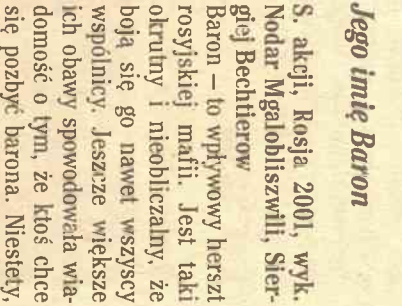 Jego imię Baron
S. akcji, Rosja 2001, wyk.
Nodar Mgalobliszwili, Sier-
giej Bechtierow
Baron – to wpływowy herszt
rosyjskiej mafii. Jest taki
okrutny i nieobliczalny, że
boją się go nawet wszyscy
wspólnicy. Jeszcze większe
ich obawy spowodowała wia-
domość o tym, że ktoś chce
się pozbyć barona. Niestety,